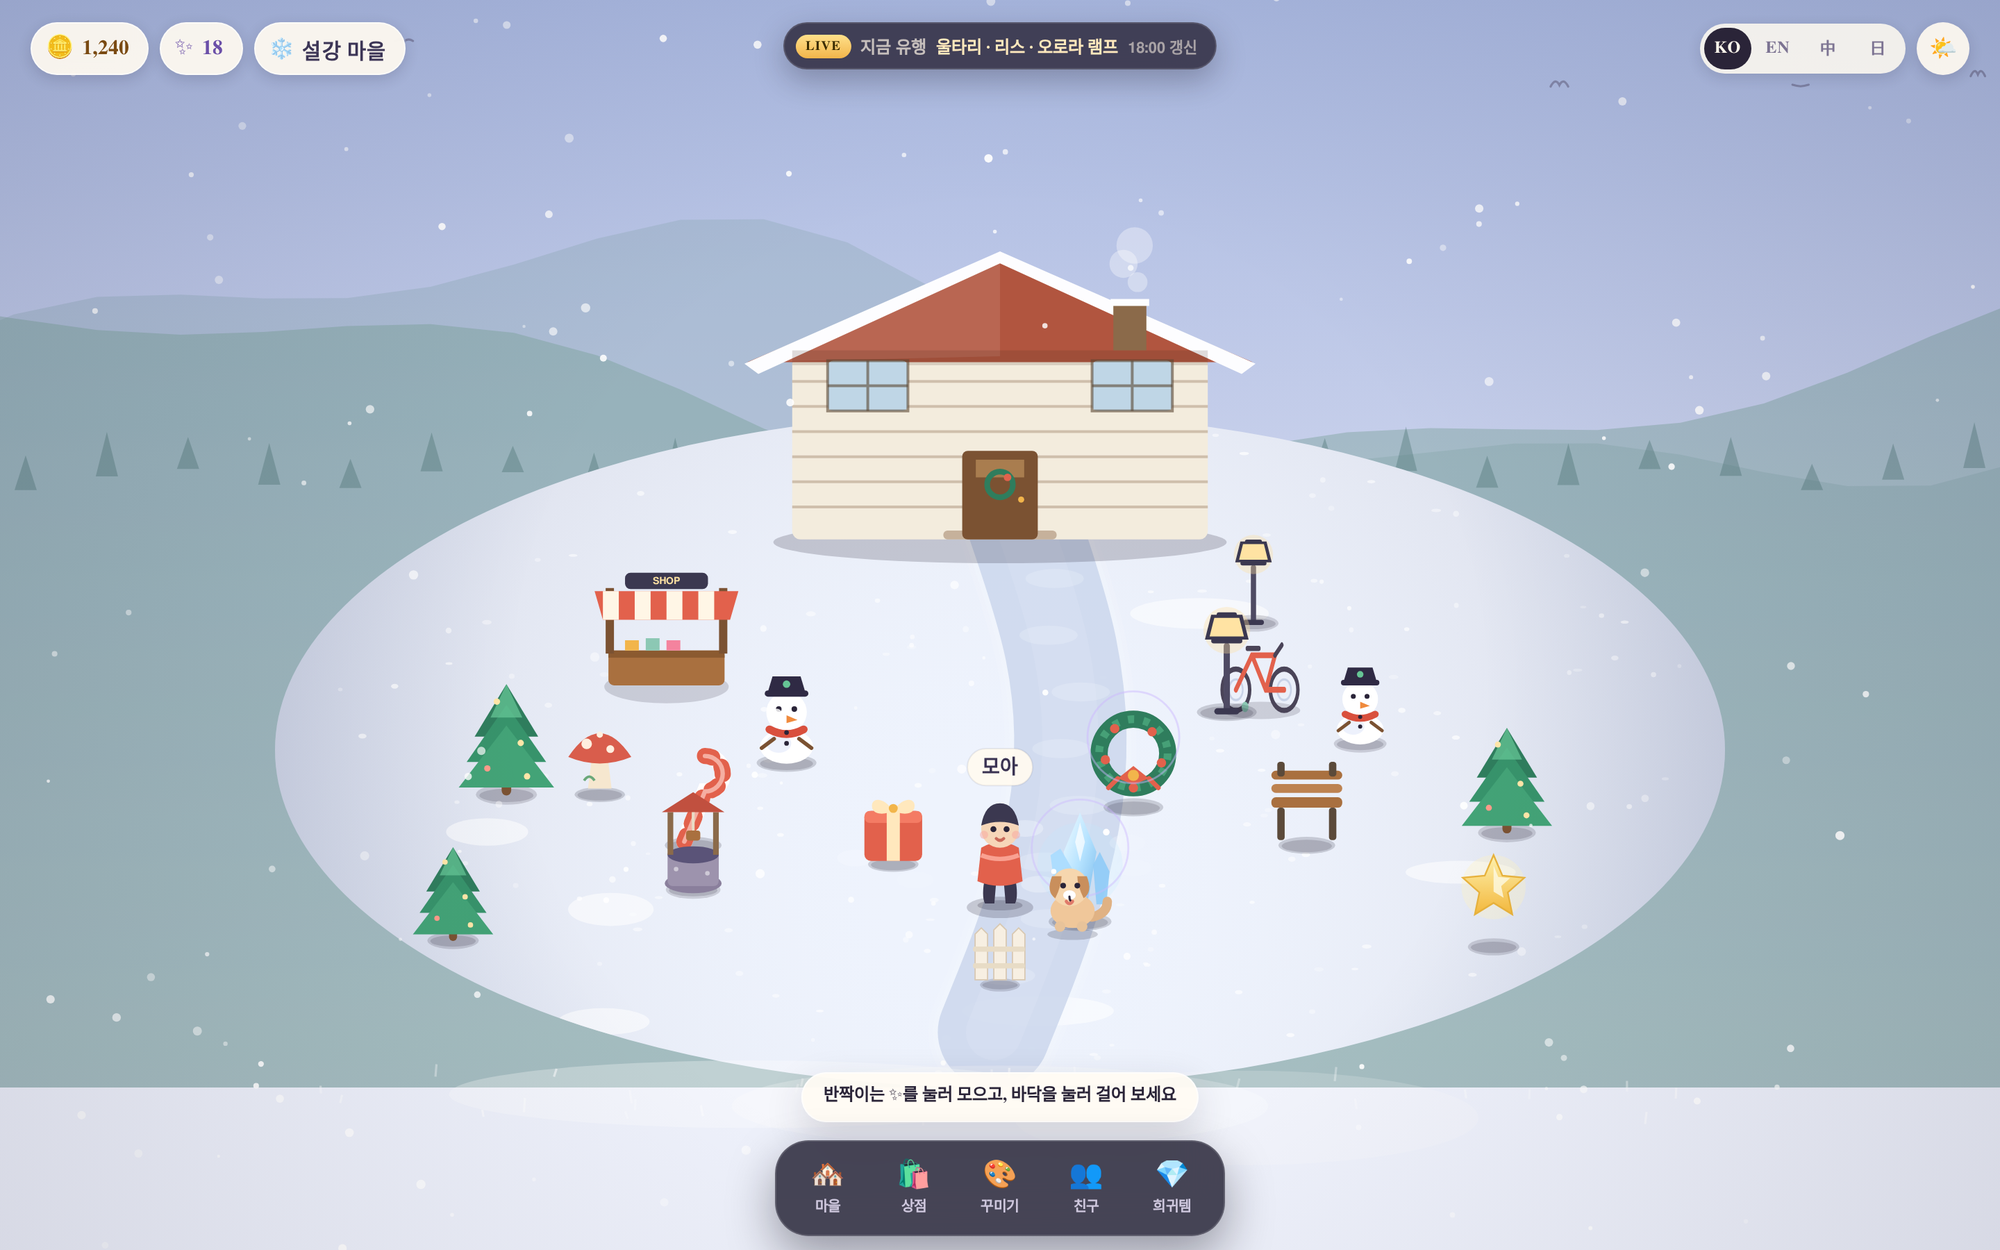 1,240
18
설강 마을
LIVE 지금 유행 울타리 · 리스 · 오로라 램프 18:00 갱신
KO EN 中 日
SHOP
모아
반짝이는 ✨를 눌러 모으고, 바닥을 눌러 걸어 보세요
마을
상점
꾸미기
친구
희귀템